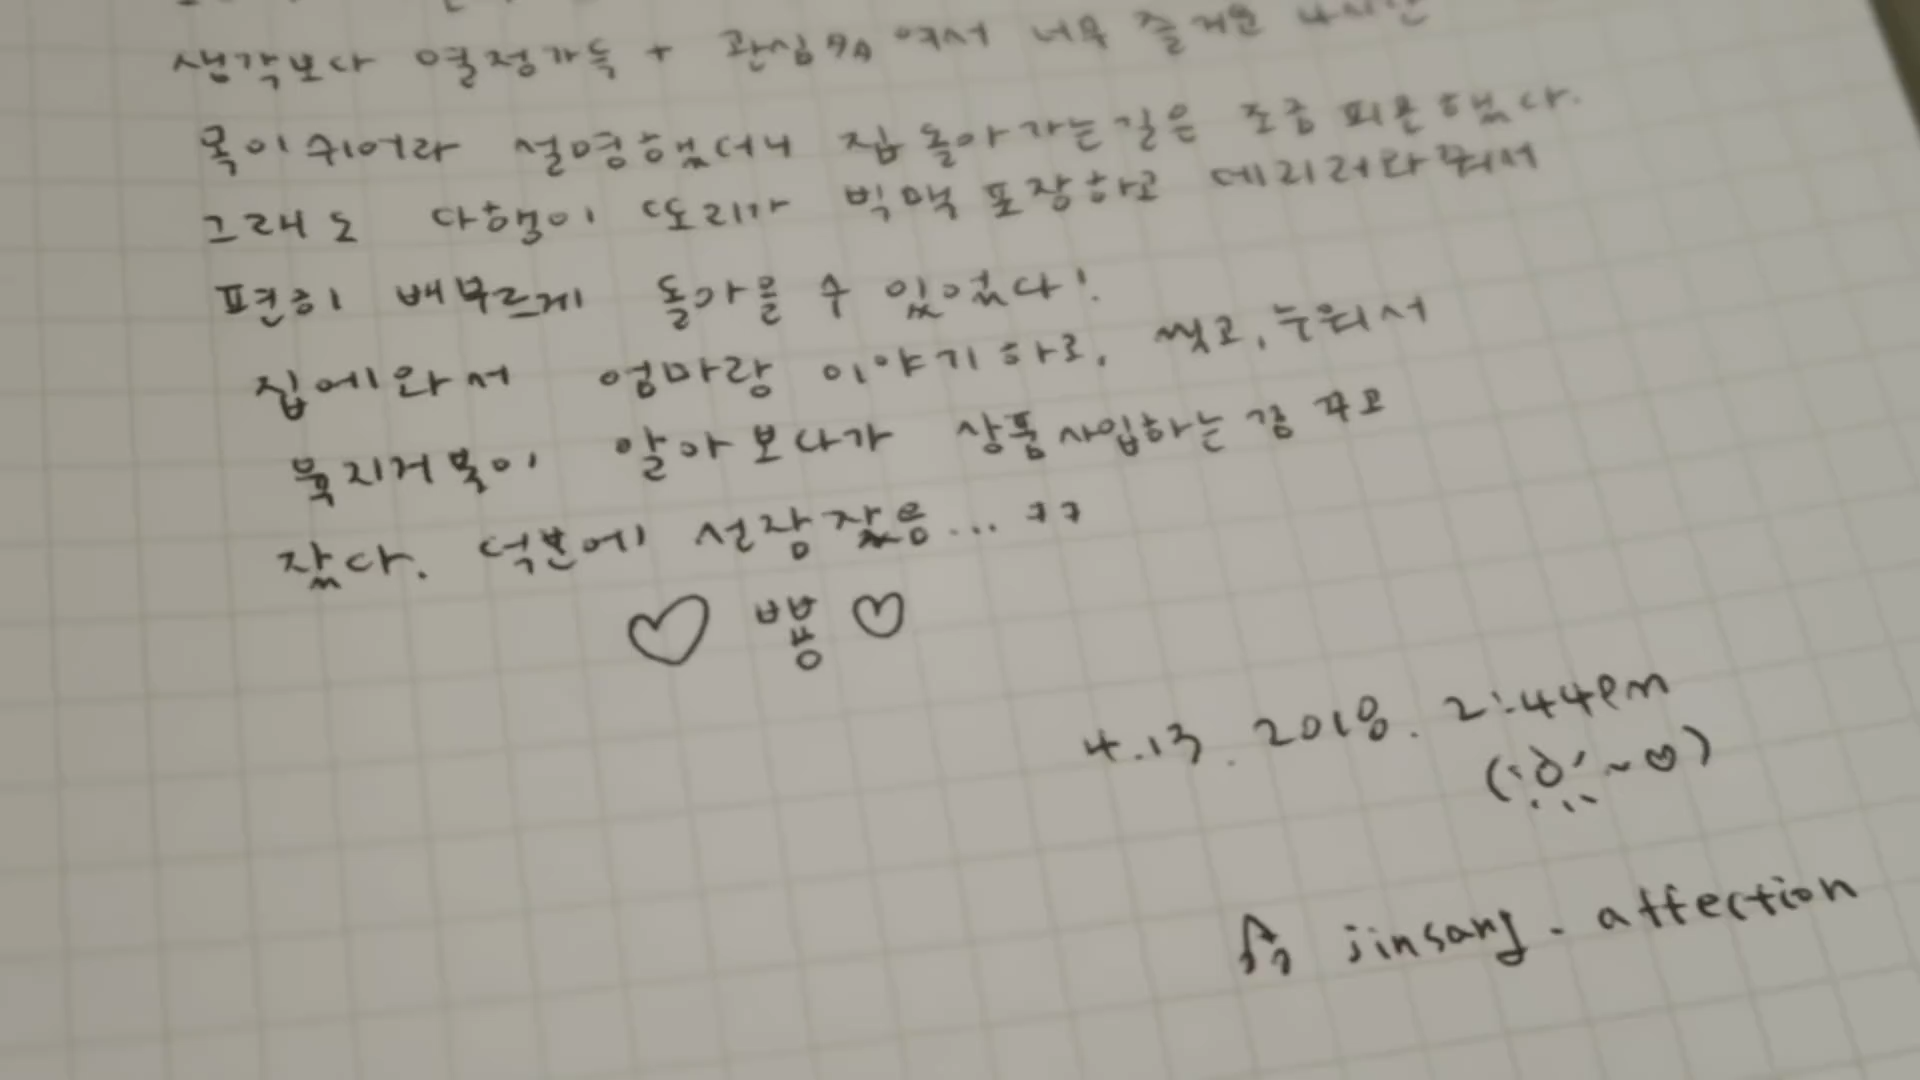 생각보다 열정가득 + 관심 여서 너무 즐거운 4시간
목이쉬어라 설명했더니 집 돌아가는길은 조금 피곤했다.
그래도 다행이 또리가 빅맥 포장하고 데리러와줘서
편히 배부르게 돌아올 수 있었다!
집에와서 엄마랑 이야기하고, 씻고, 누워서
북지거북이 알아보다가 상품사입하는 꿈 꾸고
잤다. 덕분에 선잠잤음... ㅋㅋ
♡ 뿅 ♡
4.13. 2018. 2:44pm
jinsang - affection